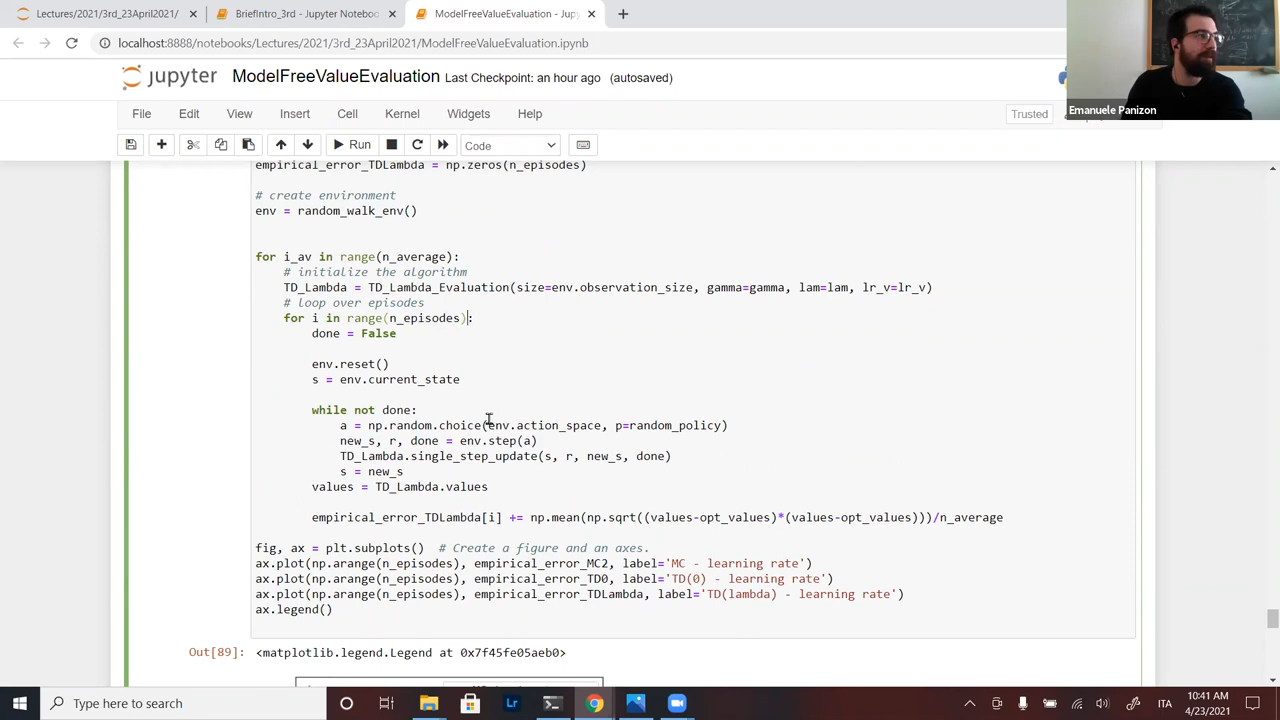 Lectures/2021/3rd_23April2021/
BriefIntro_3rd - Jupyter Noteboo
ModelFreeValueEvaluation - Jup
localhost:8888/notebooks/Lectures/2021/3rd_23April2021/ModelFreeValueEvaluation.ipynb
jupyter ModelFreeValueEvaluation Last Checkpoint: an hour ago (autosaved)
Emanuele Panizon
File Edit View Insert Cell Kernel Widgets Help
Trusted
Run
Code
empirical_error_TDLambda = np.zeros(n_episodes)
# create environment
env = random_walk_env()
for i_av in range(n_average):
# initialize the algorithm
TD_Lambda = TD_Lambda_Evaluation(size=env.observation_size, gamma=gamma, lam=lam, lr_v=lr_v)
# loop over episodes
for i in range(n_episodes):
done = False
env.reset()
s = env.current_state
while not done:
a = np.random.choice(env.action_space, p=random_policy)
new_s, r, done = env.step(a)
TD_Lambda.single_step_update(s, r, new_s, done)
s = new_s
values = TD_Lambda.values
empirical_error_TDLambda[i] += np.mean(np.sqrt((values-opt_values)*(values-opt_values)))/n_average
fig, ax = plt.subplots()  # Create a figure and an axes.
ax.plot(np.arange(n_episodes), empirical_error_MC2, label='MC - learning rate')
ax.plot(np.arange(n_episodes), empirical_error_TD0, label='TD(0) - learning rate')
ax.plot(np.arange(n_episodes), empirical_error_TDLambda, label='TD(lambda) - learning rate')
ax.legend()
Out[89]: <matplotlib.legend.Legend at 0x7f45fe05aeb0>
Type here to search
Lr
ITA
10:41 AM
4/23/2021